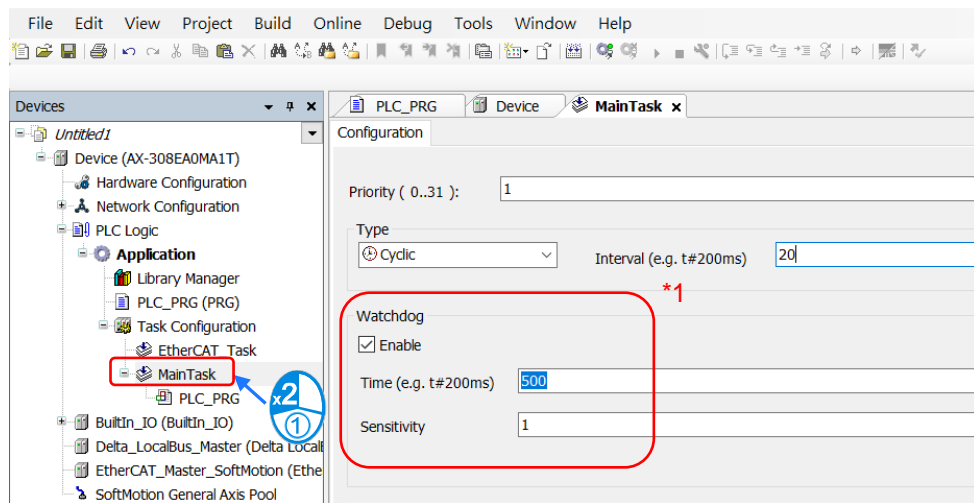 File Edit View Project Build Online Debug Tools Window Help
Devices
Untitled1
Device (AX-308EA0MA1T)
Hardware Configuration
Network Configuration
PLC Logic
Application
Library Manager
PLC_PRG (PRG)
Task Configuration
EtherCAT_Task
MainTask
PLC_PRG
BuiltIn_IO (BuiltIn_IO)
Delta_LocalBus_Master (Delta Local
EtherCAT_Master_SoftMotion (Ethe
SoftMotion General Axis Pool
x2
1
PLC_PRG Device MainTask
Configuration
Priority ( 0..31 ): 1
Type
Cyclic Interval (e.g. t#200ms) 20
*1
Watchdog
Enable
Time (e.g. t#200ms) 500
Sensitivity 1